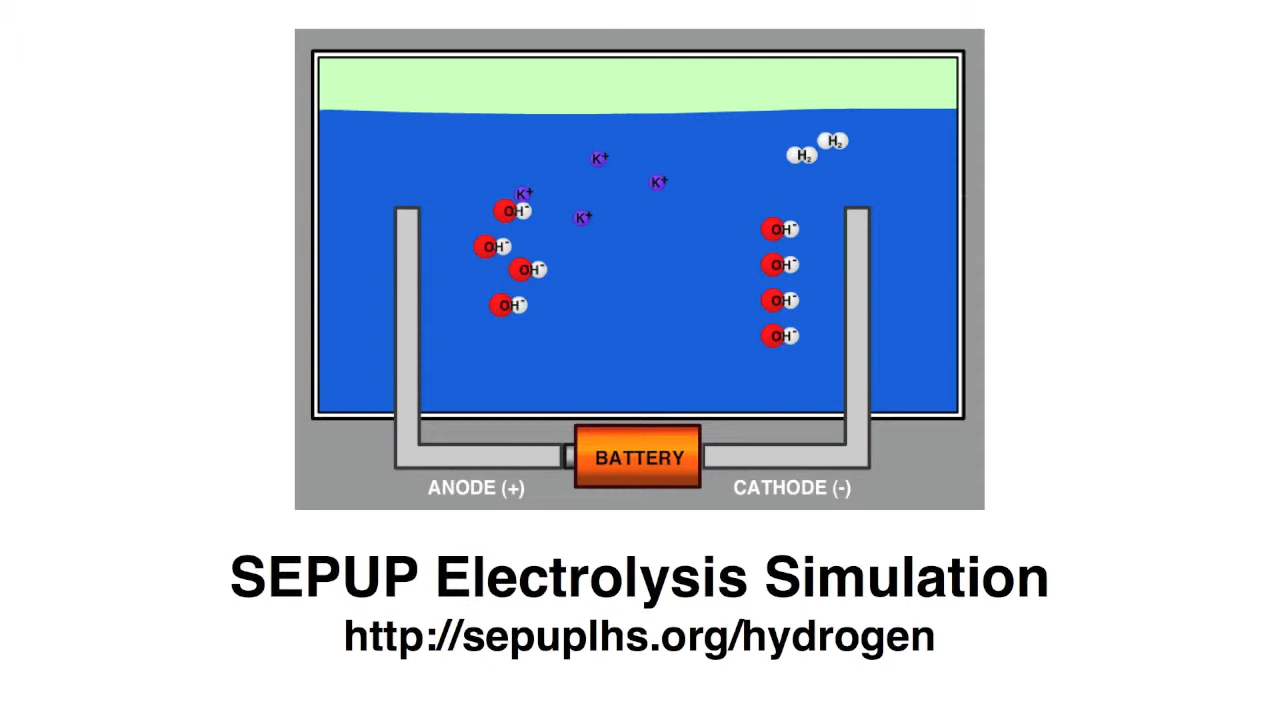 H₂
H₂
K⁺
K⁺
K⁺
K⁺
OH⁻
OH⁻
OH⁻
OH⁻
OH⁻
OH⁻
OH⁻
OH⁻
BATTERY
ANODE (+)
CATHODE (-)
SEPUP Electrolysis Simulation
http://sepuplhs.org/hydrogen